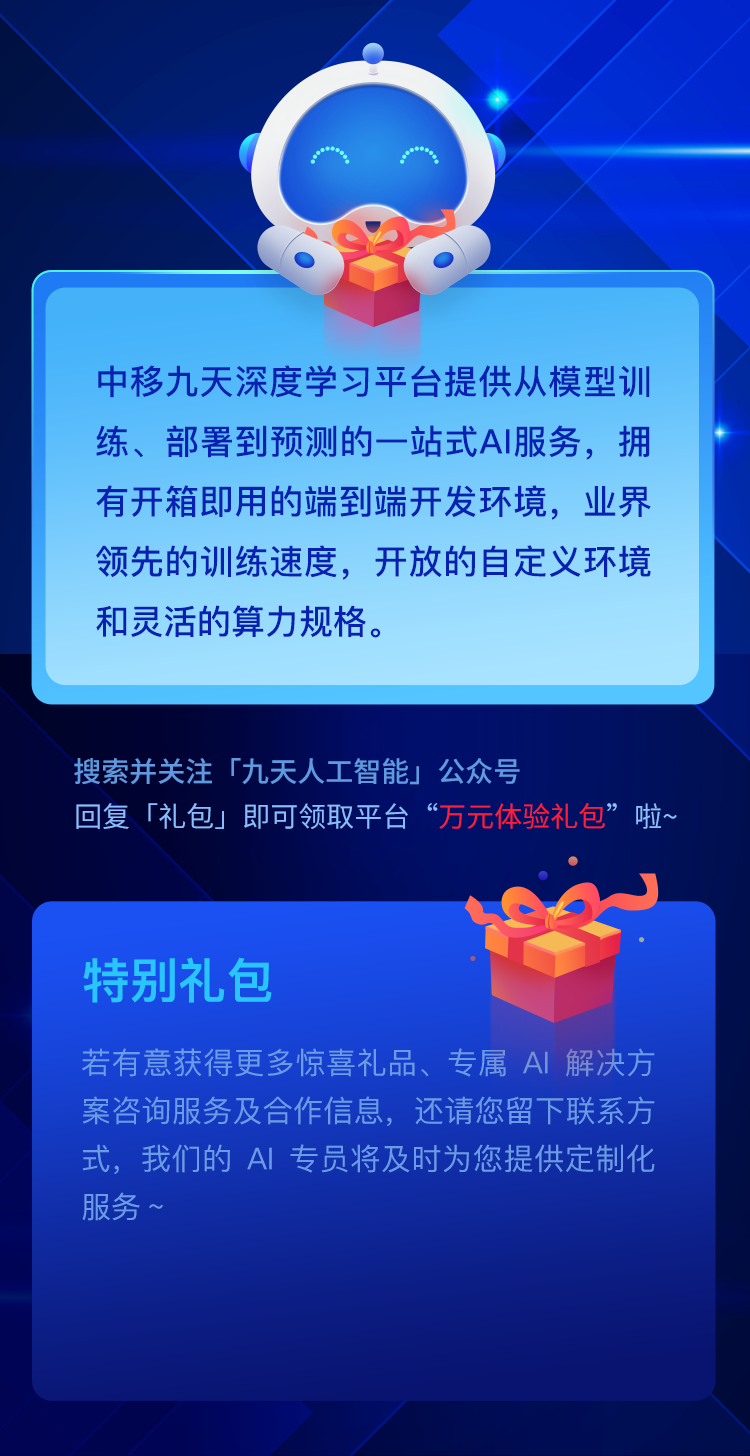 中移九天深度学习平台提供从模型训
练、部署到预测的一站式AI服务，拥
有开箱即用的端到端开发环境，业界
领先的训练速度，开放的自定义环境
和灵活的算力规格。
搜索并关注「九天人工智能」公众号
回复「礼包」即可领取平台“万元体验礼包”啦~
特别礼包
若有意获得更多惊喜礼品、专属 AI 解决方
案咨询服务及合作信息，还请您留下联系方
式，我们的 AI 专员将及时为您提供定制化
服务 ~